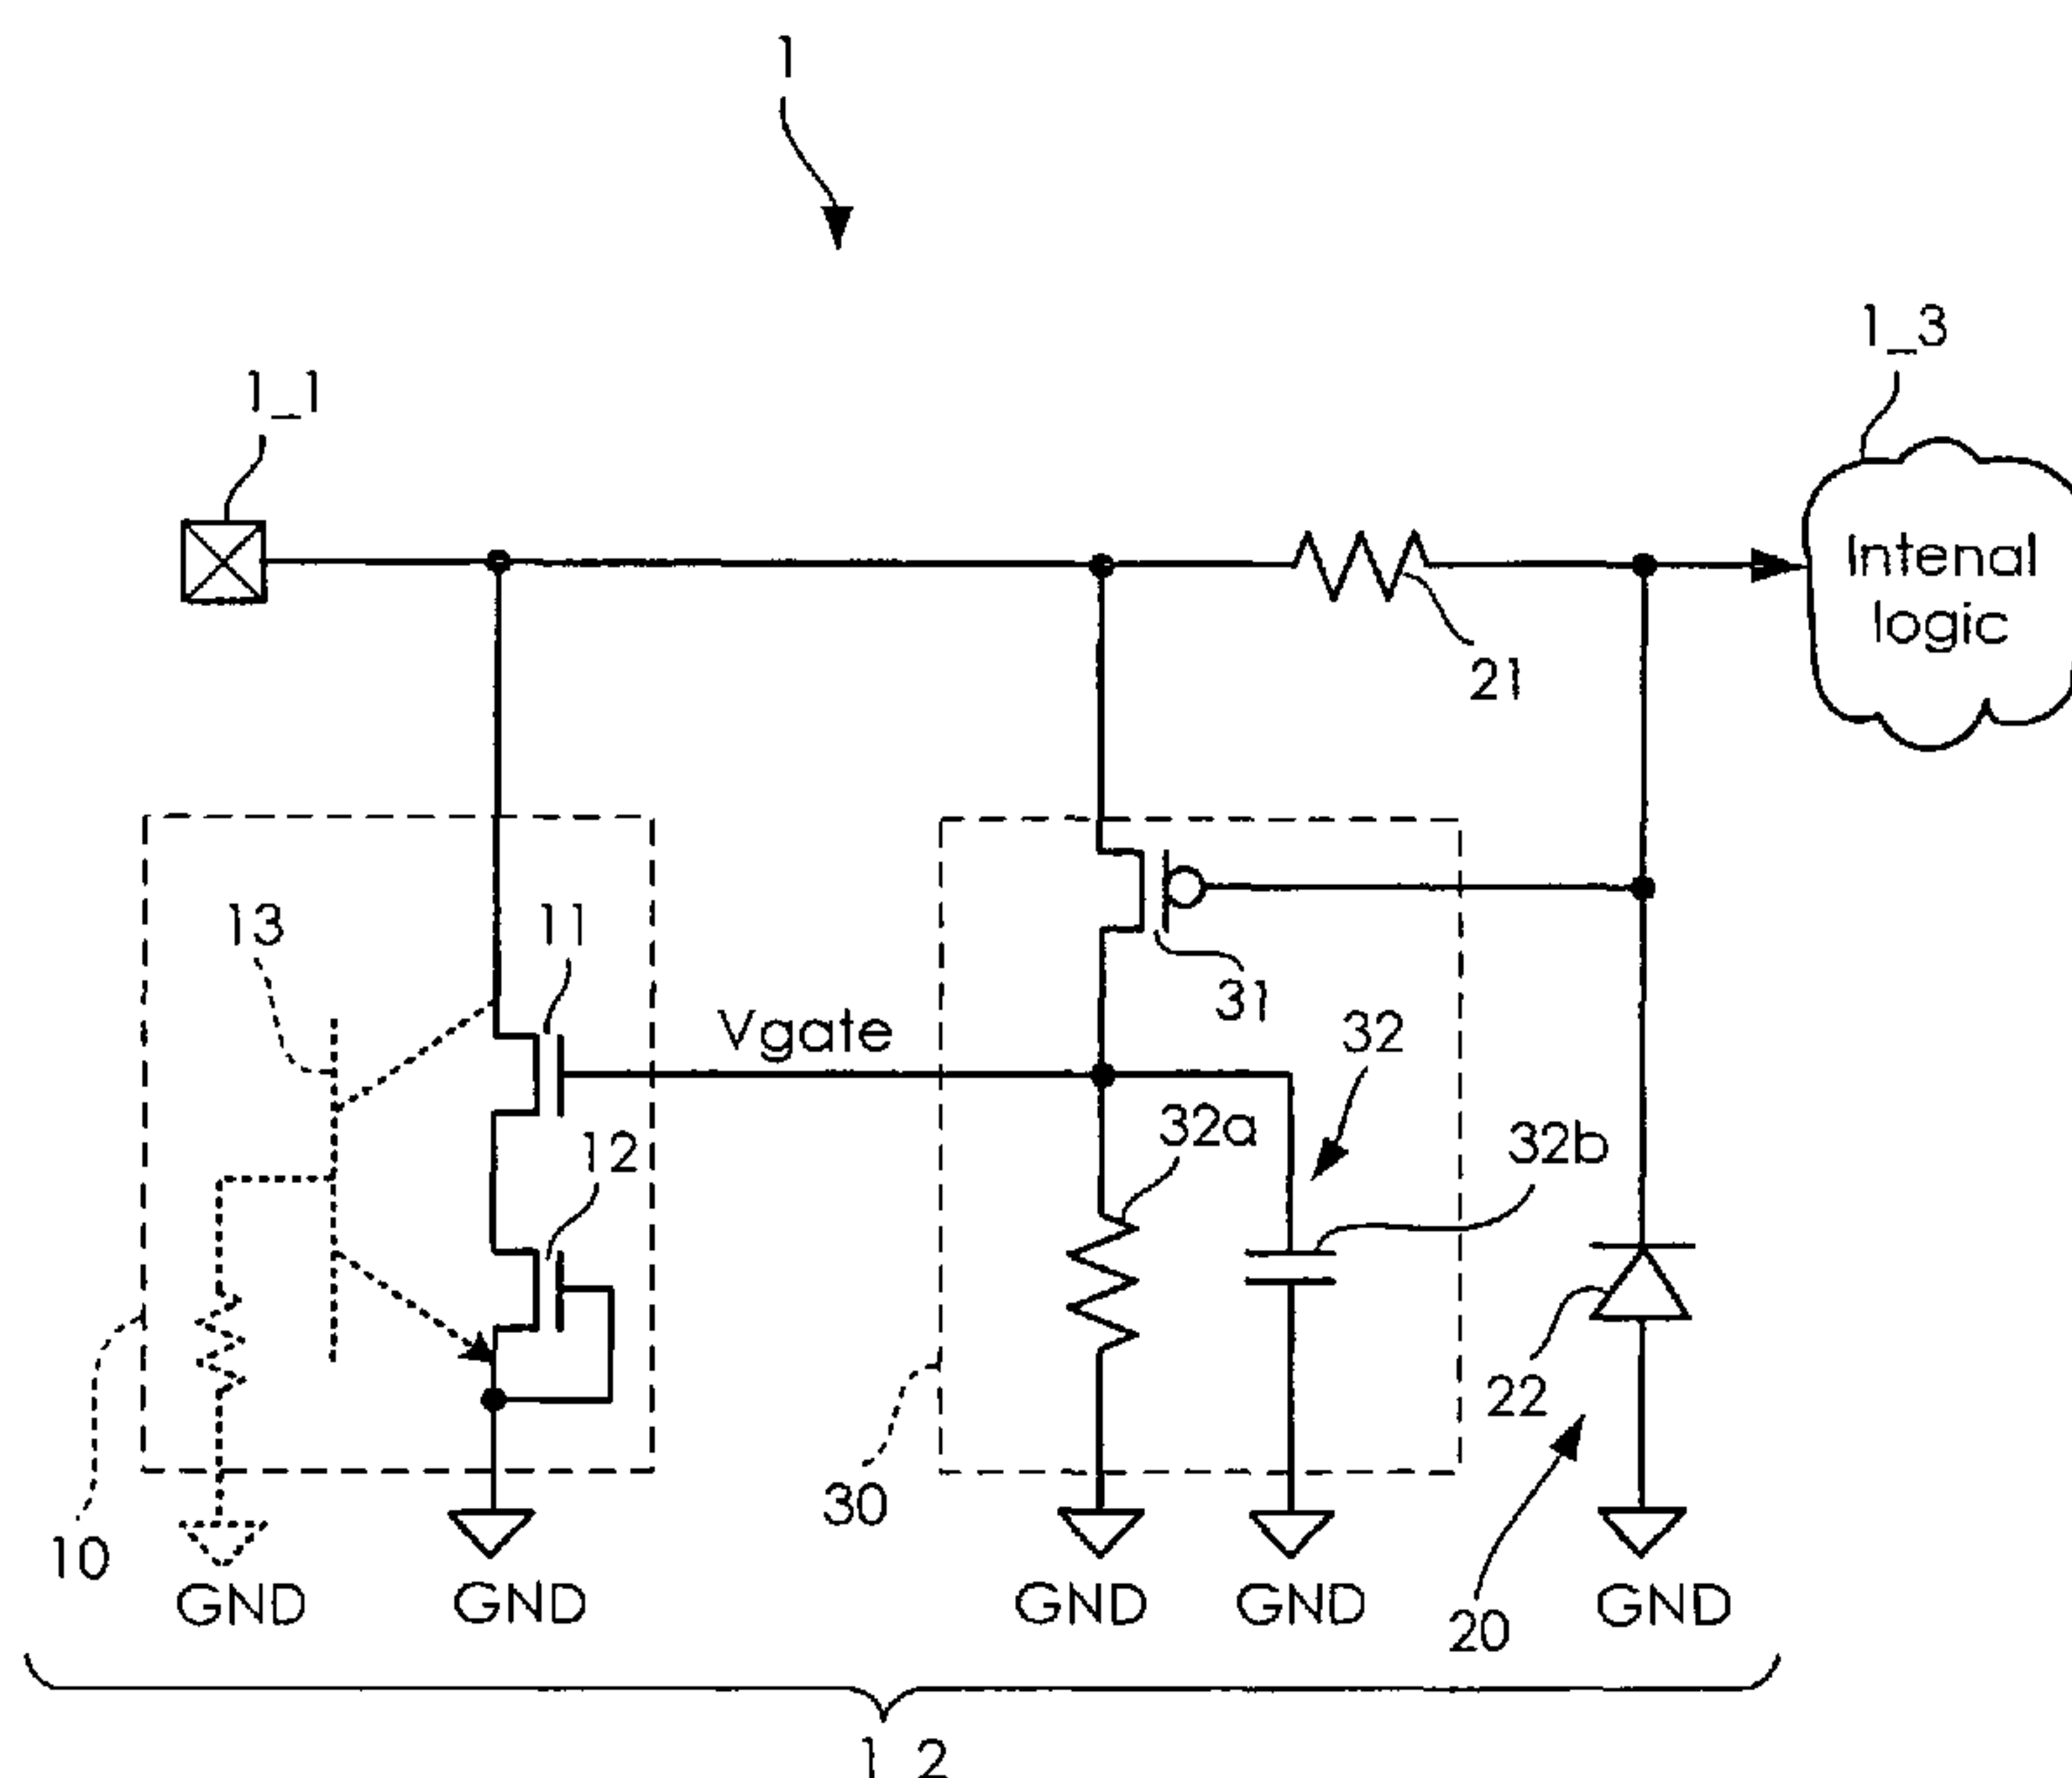 1
1_3
1_1
Intenal
logic
21
13
11
31
Vgate
32
32a
32b
12
22
30
10
GND
GND
GND
GND
GND
20
1_2